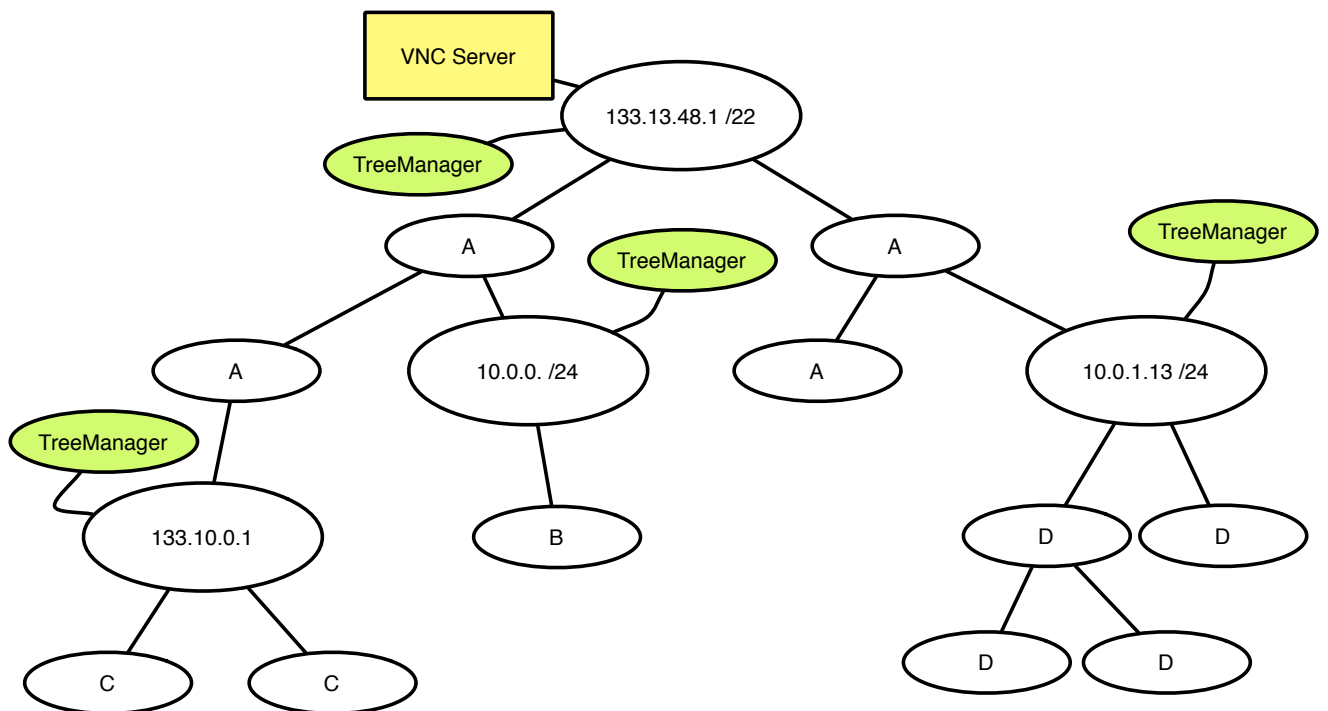 VNC Server
133.13.48.1 /22
TreeManager
A
A
TreeManager
TreeManager
A
10.0.0. /24
A
10.0.1.13 /24
TreeManager
133.10.0.1
B
D
D
C
C
D
D